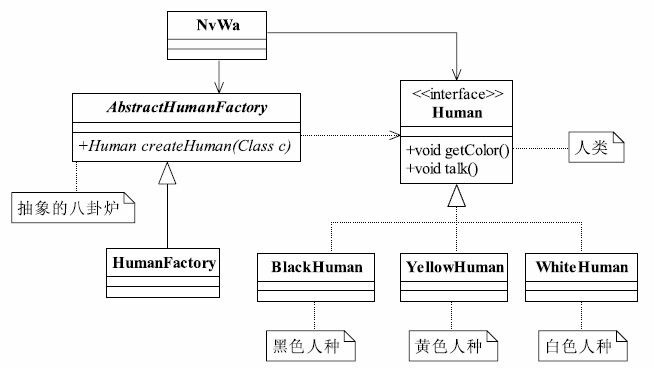 NvWa
AbstractHumanFactory
+Human createHuman(Class c)
<<interface>>
Human
+void getColor()
+void talk()
人类
抽象的八卦炉
HumanFactory
BlackHuman
YellowHuman
WhiteHuman
黑色人种
黄色人种
白色人种